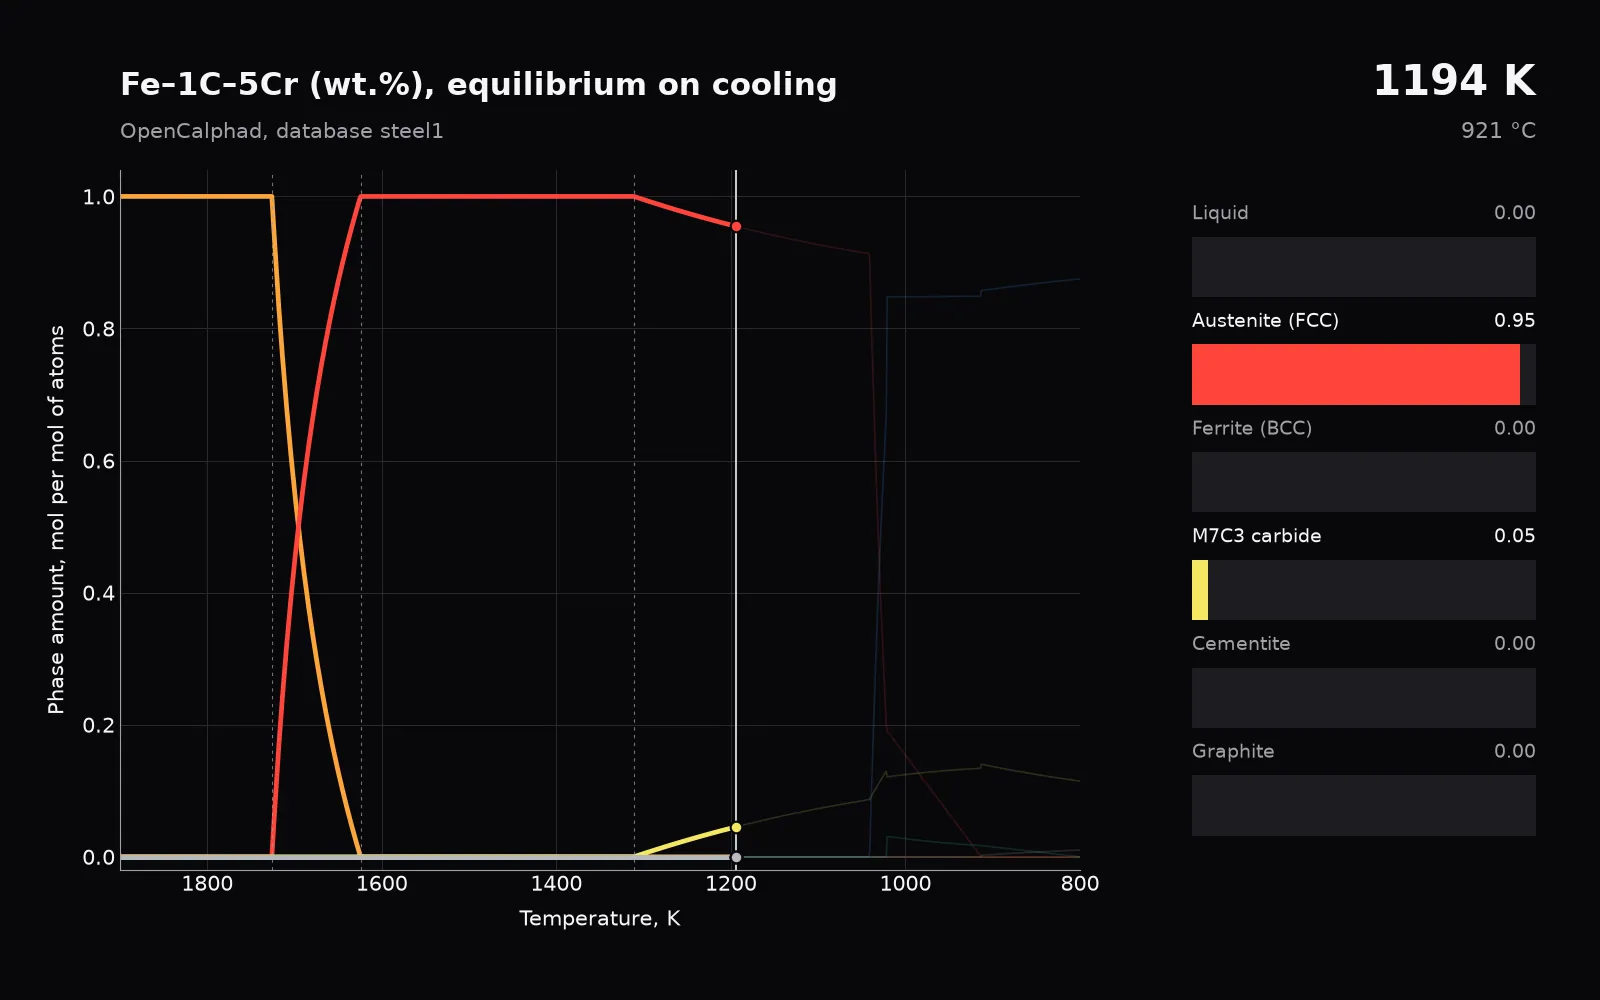 Fe–1C–5Cr (wt.%), equilibrium on cooling
OpenCalphad, database steel1
1194 K
921 °C
Phase amount, mol per mol of atoms
1.0
0.8
0.6
0.4
0.2
0.0
1800
1600
1400
1200
1000
800
Temperature, K
Liquid 0.00
Austenite (FCC) 0.95
Ferrite (BCC) 0.00
M7C3 carbide 0.05
Cementite 0.00
Graphite 0.00